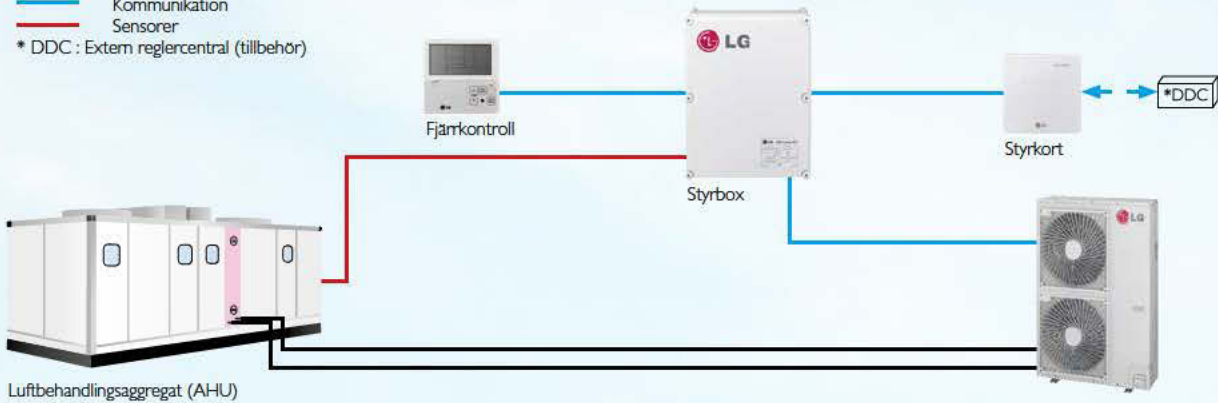 Kommunikation
Sensorer
* DDC : Extern reglercentral (tillbehör)
LG
*DDC
Fjärrkontroll
Styrkort
Styrbox
LG
Luftbehandlingsaggregat (AHU)